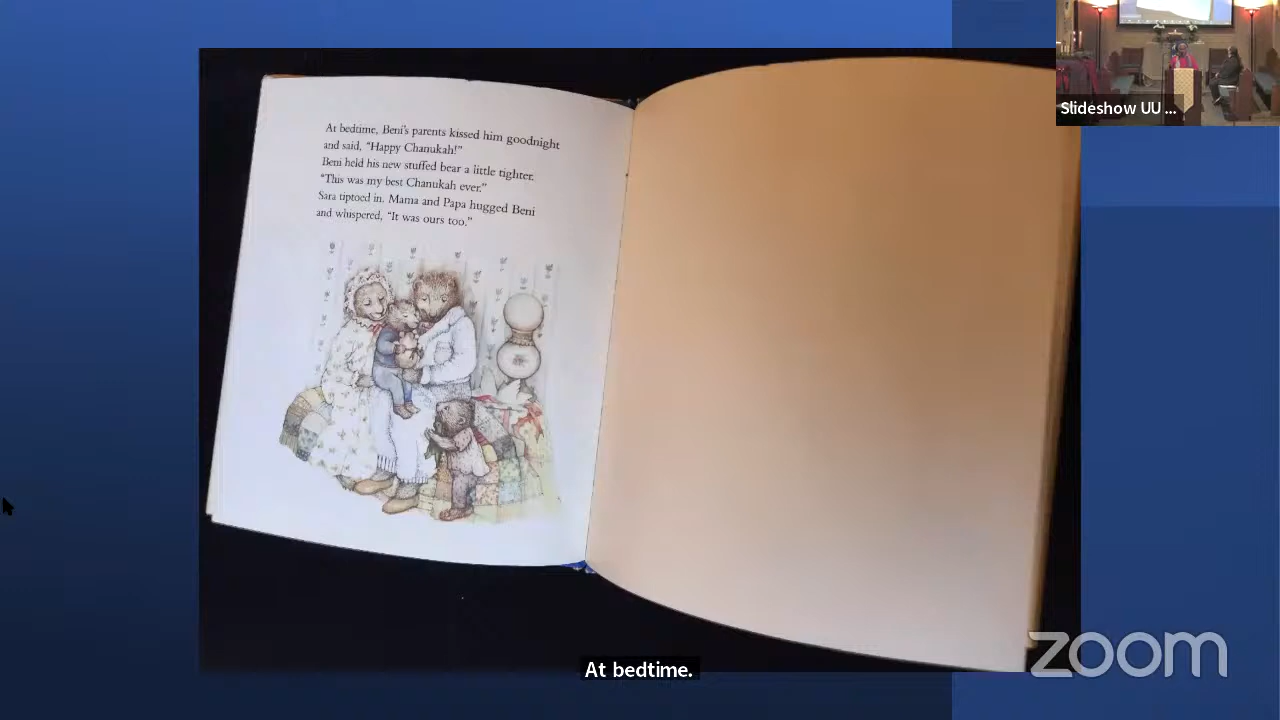 Slideshow UU ...
At bedtime, Beni's parents kissed him goodnight
and said, "Happy Chanukah!"
Beni held his new stuffed bear a little tighter.
"This was my best Chanukah ever."
Sara tiptoed in. Mama and Papa hugged Beni
and whispered, "It was ours too."
zoom
At bedtime.